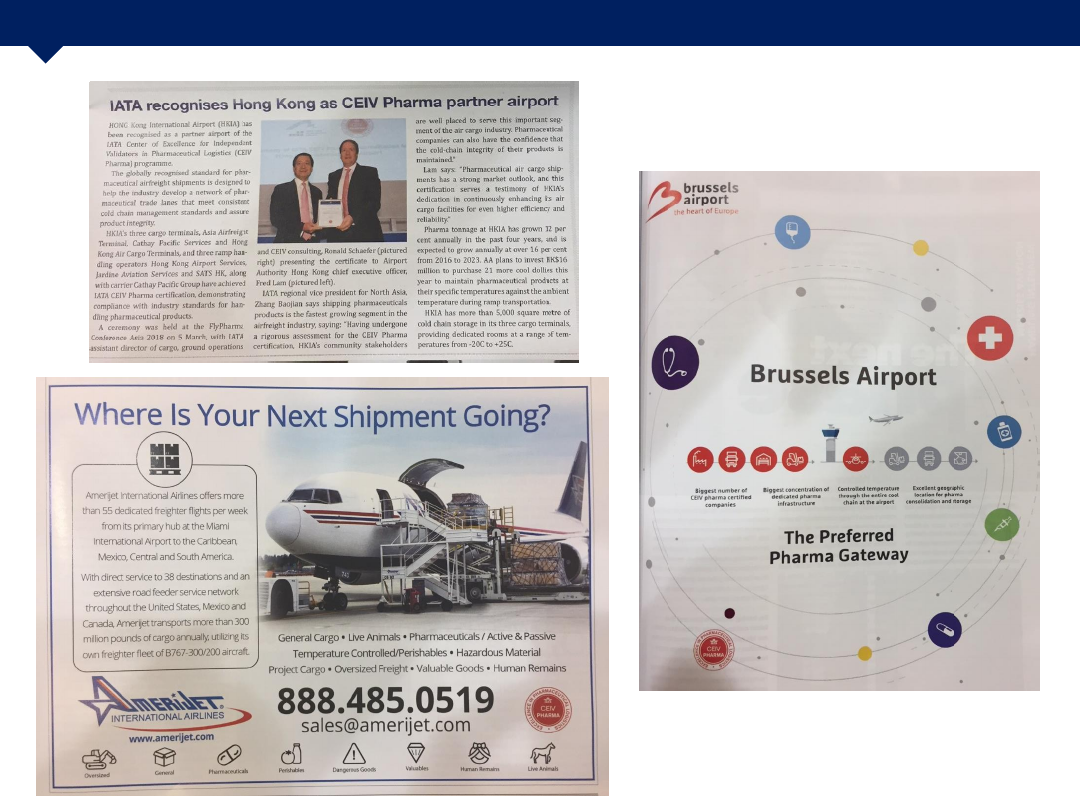 IATA recognises Hong Kong as CEIV Pharma partner airport
HONG Kong International Airport (HKIA) has
been recognised as a partner airport of the
IATA Center of Excellence for Independent
Validators in Pharmaceutical Logistics (CEIV
Pharma) programme.
The globally recognised standard for phar-
maceutical airfreight shipments is designed to
help the industry develop a network of phar-
maceutical trade lanes that meet consistent
cold chain management standards and assure
product integrity.
HKIA's three cargo terminals, Asia Airfreight
Terminal, Cathay Pacific Services and Hong
Kong Air Cargo Terminals, and three ramp han-
dling operators Hong Kong Airport Services,
Jardine Aviation Services and SATS HK, along
with carrier Cathay Pacific Group have achieved
IATA CEIV Pharma certification, demonstrating
compliance with industry standards for han-
dling pharmaceutical products.
A ceremony was held at the FlyPharma
Conference Asia 2018 on 5 March, with IATA
assistant director of cargo, ground operations
and CEIV consulting, Ronald Schaefer (pictured
right) presenting the certificate to Airport
Authority Hong Kong chief executive officer,
Fred Lam (pictured left).
IATA regional vice president for North Asia,
Zhang Baojian says shipping pharmaceuticals
products is the fastest growing segment in the
airfreight industry, saying: "Having undergone
a rigorous assessment for the CEIV Pharma
certification, HKIA's community stakeholders
are well placed to serve this important seg-
ment of the air cargo industry. Pharmaceutical
companies can also have the confidence that
the cold-chain integrity of their products is
maintained."
Lam says: "Pharmaceutical air cargo ship-
ments has a strong market outlook, and this
certification serves a testimony of HKIA's
dedication in continuously enhancing its air
cargo facilities for even higher efficiency and
reliability."
Pharma tonnage at HKIA has grown 12 per
cent annually in the past four years, and is
expected to grow annually at over 16 per cent
from 2016 to 2023. AA plans to invest HK$16
million to purchase 21 more cool dollies this
year to maintain pharmaceutical products at
their specific temperatures against the ambient
temperature during ramp transportation.
HKIA has more than 5,000 square metre of
cold chain storage in its three cargo terminals,
providing dedicated rooms at a range of tem-
peratures from -20C to +25C.
Where Is Your Next Shipment Going?
Amerijet International Airlines offers more
than 55 dedicated freighter flights per week
from its primary hub at the Miami
International Airport to the Caribbean,
Mexico, Central and South America.
With direct service to 38 destinations and an
extensive road feeder service network
throughout the United States, Mexico and
Canada, Amerijet transports more than 300
million pounds of cargo annually, utilizing its
own freighter fleet of B767-300/200 aircraft.
General Cargo • Live Animals • Pharmaceuticals / Active & Passive
Temperature Controlled/Perishables • Hazardous Material
Project Cargo • Oversized Freight • Valuable Goods • Human Remains
AMERIJET
INTERNATIONAL AIRLINES
www.amerijet.com
888.485.0519
sales@amerijet.com
CEIV
PHARMA
Oversized
General
Pharmaceuticals
Perishables
Dangerous Goods
Valuables
Human Remains
Live Animals
brussels
airport
the heart of Europe
Brussels Airport
Biggest number of
CEIV pharma certified
companies
Biggest concentration of
dedicated pharma
infrastructure
Controlled temperature
through the entire cool
chain at the airport
Excellent geographic
location for pharma
consolidation and storage
The Preferred
Pharma Gateway
CEIV
PHARMA